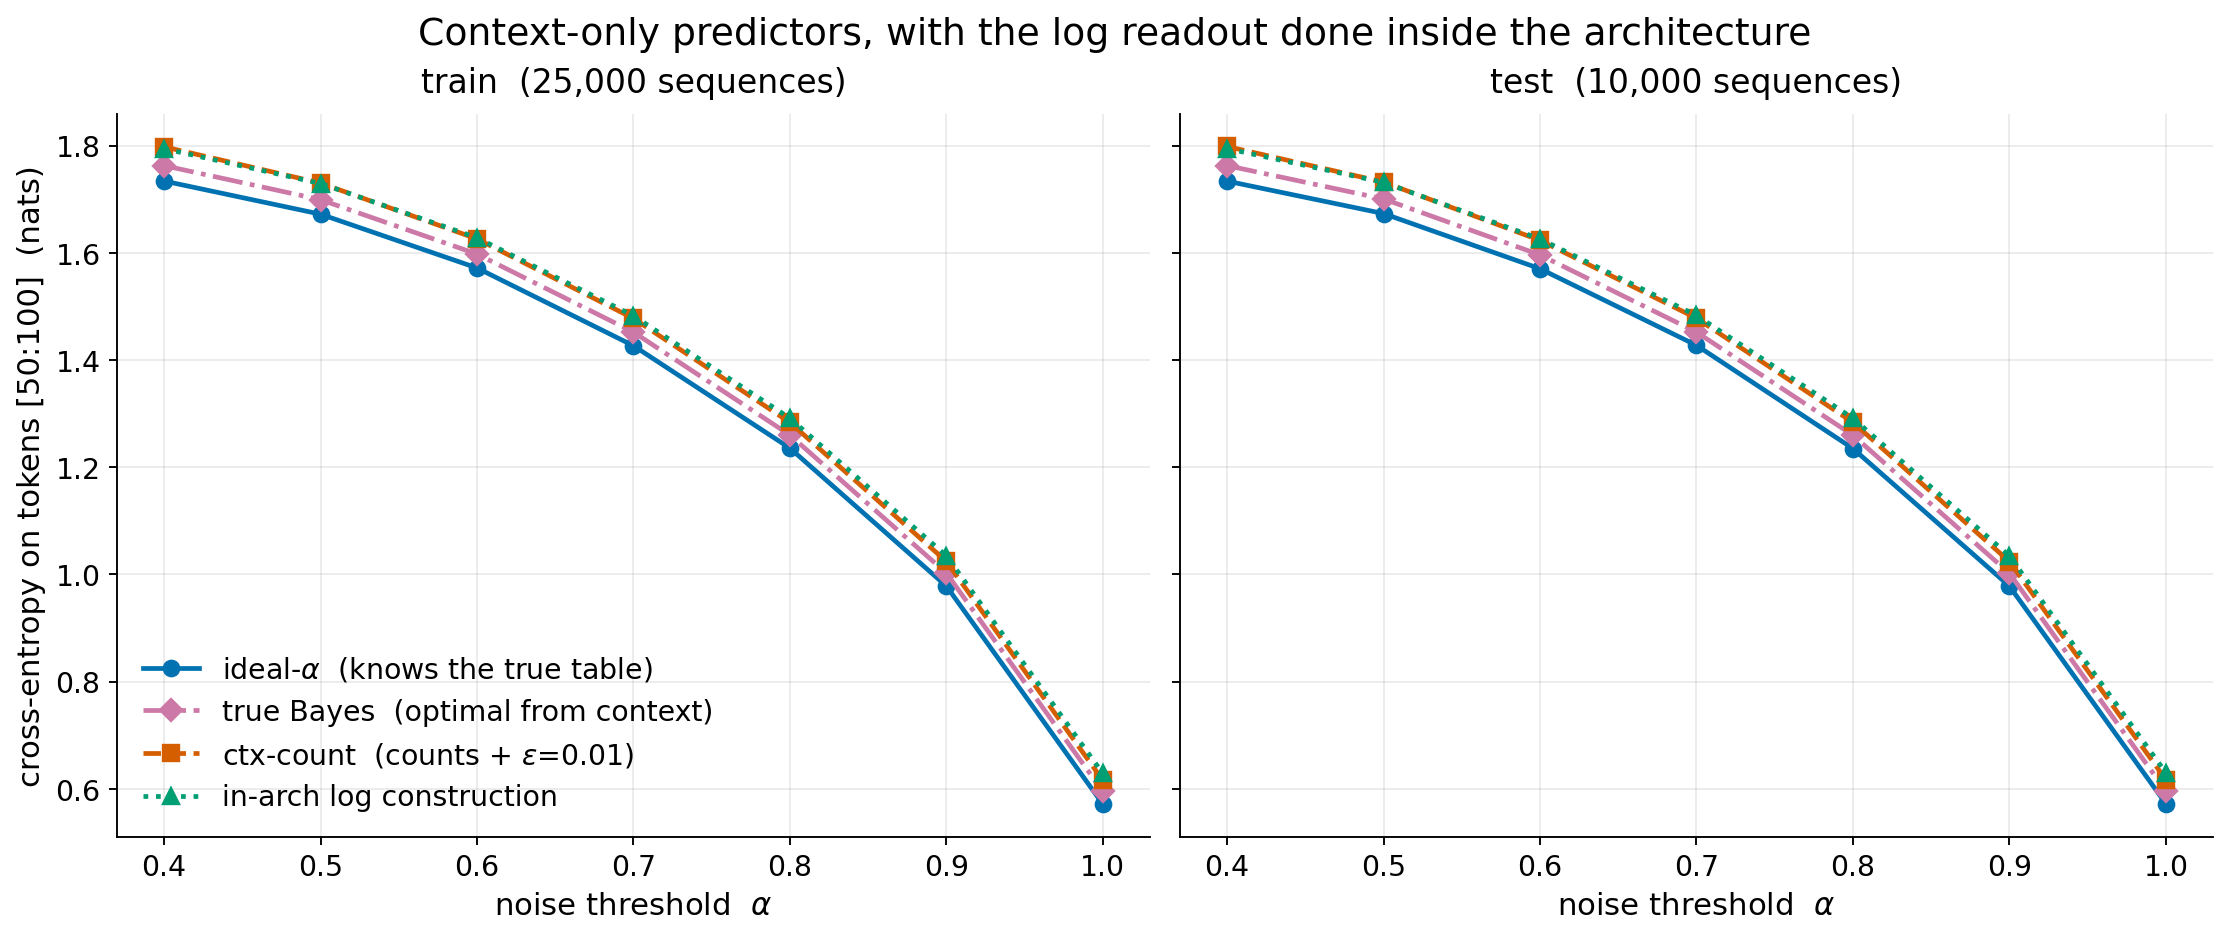 Context-only predictors, with the log readout done inside the architecture
train  (25,000 sequences)
test  (10,000 sequences)
cross-entropy on tokens [50:100]  (nats)
1.8
1.6
1.4
1.2
1.0
0.8
0.6
ideal-α  (knows the true table)
true Bayes  (optimal from context)
ctx-count  (counts + ε=0.01)
in-arch log construction
0.4 0.5 0.6 0.7 0.8 0.9 1.0
0.4 0.5 0.6 0.7 0.8 0.9 1.0
noise threshold  α
noise threshold  α